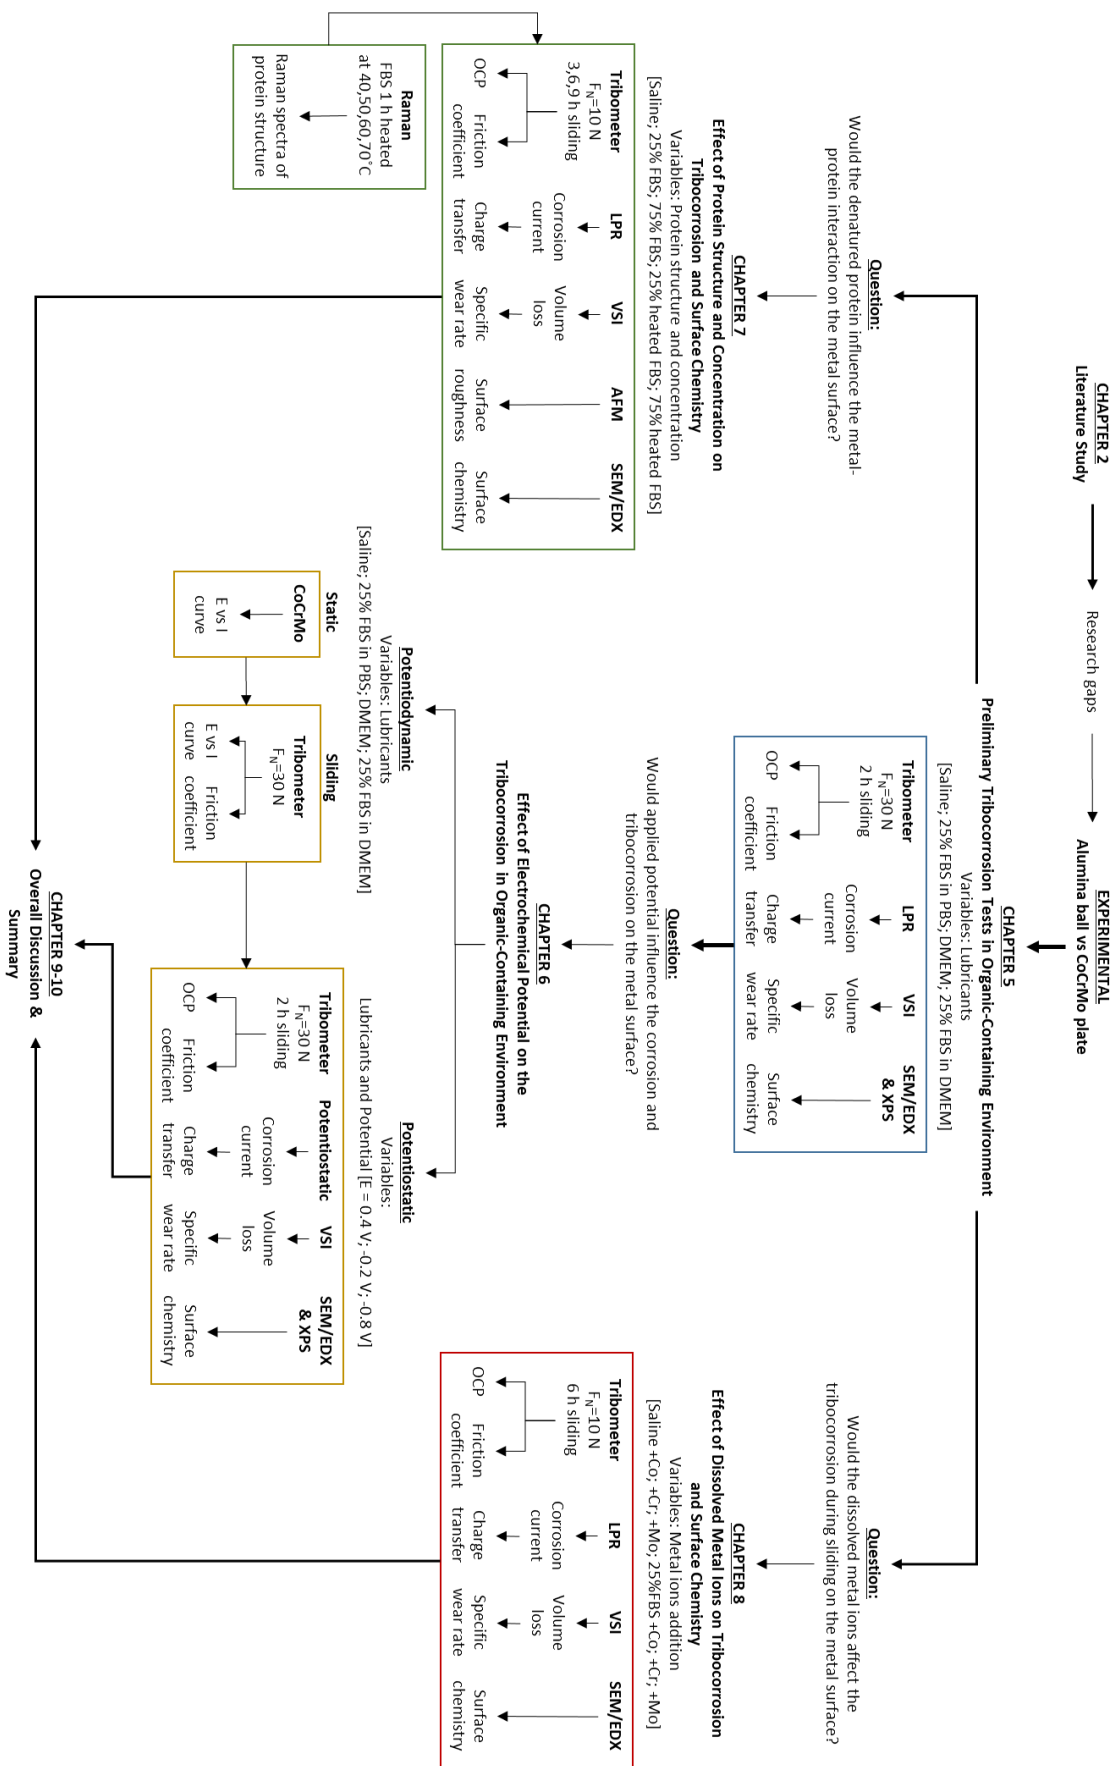 CHAPTER 2
Literature Study
Research gaps
EXPERIMENTAL
Alumina ball vs CoCrMo plate
CHAPTER 5
Preliminary Tribocorrosion Tests in Organic-Containing Environment
Variables: Lubricants
[Saline; 25% FBS in PBS; DMEM; 25% FBS in DMEM]
Tribometer
F_N=30 N
2 h sliding
OCP
Friction
coefficient
LPR
Corrosion
current
Charge
transfer
VSI
Volume
loss
Specific
wear rate
SEM/EDX
& XPS
Surface
chemistry
Question:
Would the denatured protein influence the metal-
protein interaction on the metal surface?
CHAPTER 7
Effect of Protein Structure and Concentration on
Tribocorrosion and Surface Chemistry
Variables: Protein structure and concentration
[Saline; 25% FBS; 75% FBS; 25% heated FBS; 75% heated FBS]
Tribometer
F_N=10 N
3,6,9 h sliding
OCP
Friction
coefficient
LPR
Corrosion
current
Charge
transfer
VSI
Volume
loss
Specific
wear rate
AFM
Surface
roughness
SEM/EDX
Surface
chemistry
Raman
FBS 1 h heated
at 40,50,60,70°C
Raman spectra of
protein structure
Question:
Would applied potential influence the corrosion and
tribocorrosion on the metal surface?
CHAPTER 6
Effect of Electrochemical Potential on the
Tribocorrosion in Organic-Containing Environment
Potentiodynamic
Variables: Lubricants
[Saline; 25% FBS in PBS; DMEM; 25% FBS in DMEM]
Static
CoCrMo
E vs I
curve
Sliding
Tribometer
F_N=30 N
E vs I
curve
Friction
coefficient
Potentiostatic
Variables:
Lubricants and Potential [E = 0.4 V; -0.2 V; -0.8 V]
Tribometer
F_N=30 N
2 h sliding
OCP
Friction
coefficient
Potentiostatic
Corrosion
current
Charge
transfer
VSI
Volume
loss
Specific
wear rate
SEM/EDX
& XPS
Surface
chemistry
Question:
Would the dissolved metal ions affect the
tribocorrosion during sliding on the metal surface?
CHAPTER 8
Effect of Dissolved Metal Ions on Tribocorrosion
and Surface Chemistry
Variables: Metal ions addition
[Saline +Co; +Cr; +Mo; 25%FBS +Co; +Cr; +Mo]
Tribometer
F_N=10 N
6 h sliding
OCP
Friction
coefficient
LPR
Corrosion
current
Charge
transfer
VSI
Volume
loss
Specific
wear rate
SEM/EDX
Surface
chemistry
CHAPTER 9-10
Overall Discussion &
Summary